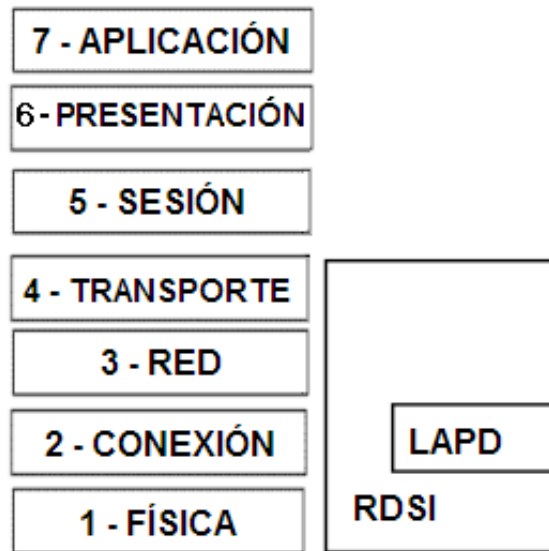 7 - APLICACIÓN
6 - PRESENTACIÓN
5 - SESIÓN
4 - TRANSPORTE
3 - RED
2 - CONEXIÓN
LAPD
RDSI
1 - FÍSICA